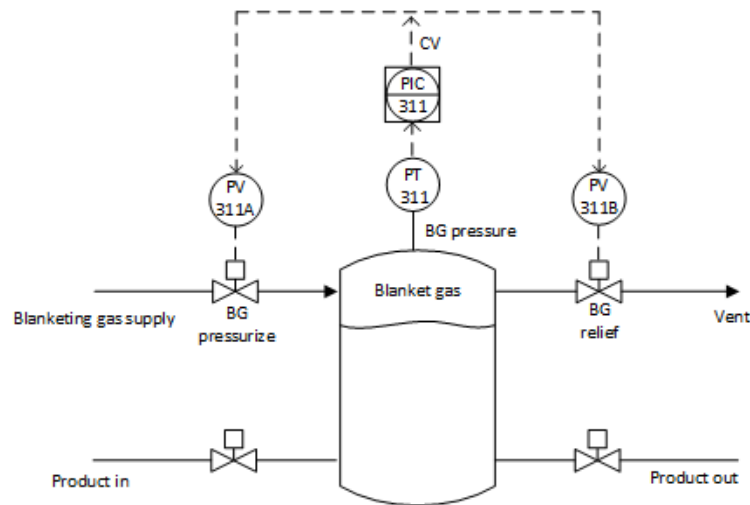 CV
PIC
311
PV
311A
PT
311
PV
311B
BG pressure
Blanket gas
Blanketing gas supply
BG
pressurize
BG
relief
Vent
Product in
Product out